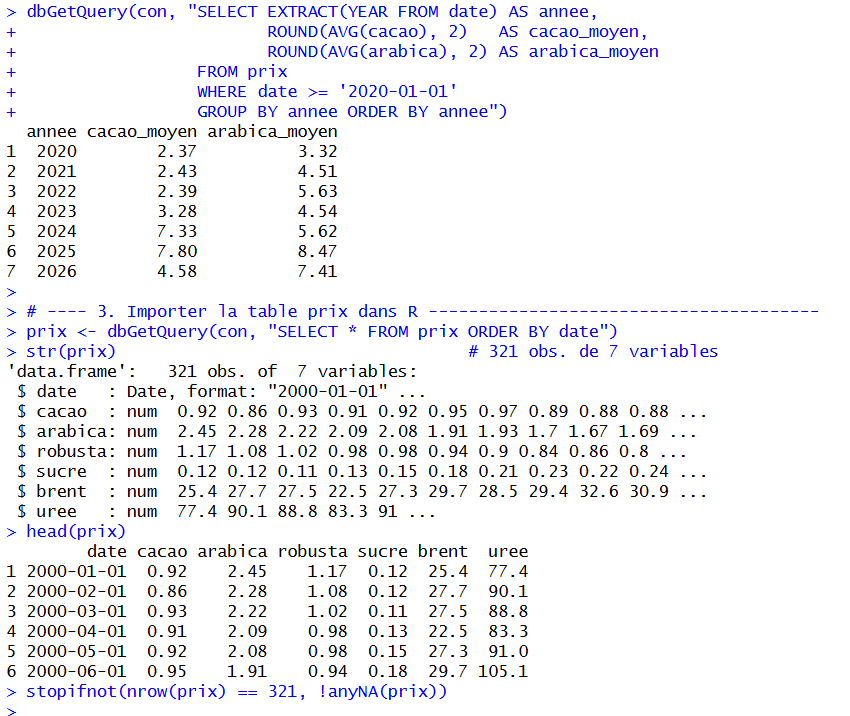 > dbGetQuery(con, "SELECT EXTRACT(YEAR FROM date) AS annee,
+                         ROUND(AVG(cacao), 2)   AS cacao_moyen,
+                         ROUND(AVG(arabica), 2) AS arabica_moyen
+                  FROM prix
+                  WHERE date >= '2020-01-01'
+                  GROUP BY annee ORDER BY annee")
  annee cacao_moyen arabica_moyen
1  2020        2.37          3.32
2  2021        2.43          4.51
3  2022        2.39          5.63
4  2023        3.28          4.54
5  2024        7.33          5.62
6  2025        7.80          8.47
7  2026        4.58          7.41
>
> # ---- 3. Importer la table prix dans R ---------------------------------------
> prix <- dbGetQuery(con, "SELECT * FROM prix ORDER BY date")
> str(prix)                                   # 321 obs. de 7 variables
'data.frame':   321 obs. of  7 variables:
 $ date   : Date, format: "2000-01-01" ...
 $ cacao  : num  0.92 0.86 0.93 0.91 0.92 0.95 0.97 0.89 0.88 0.88 ...
 $ arabica: num  2.45 2.28 2.22 2.09 2.08 1.91 1.93 1.7 1.67 1.69 ...
 $ robusta: num  1.17 1.08 1.02 0.98 0.98 0.94 0.9 0.84 0.86 0.8 ...
 $ sucre  : num  0.12 0.12 0.11 0.13 0.15 0.18 0.21 0.23 0.22 0.24 ...
 $ brent  : num  25.4 27.7 27.5 22.5 27.3 29.7 28.5 29.4 32.6 30.9 ...
 $ uree   : num  77.4 90.1 88.8 83.3 91 ...
> head(prix)
        date cacao arabica robusta sucre brent  uree
1 2000-01-01  0.92    2.45    1.17  0.12  25.4  77.4
2 2000-02-01  0.86    2.28    1.08  0.12  27.7  90.1
3 2000-03-01  0.93    2.22    1.02  0.11  27.5  88.8
4 2000-04-01  0.91    2.09    0.98  0.13  22.5  83.3
5 2000-05-01  0.92    2.08    0.98  0.15  27.3  91.0
6 2000-06-01  0.95    1.91    0.94  0.18  29.7 105.1
> stopifnot(nrow(prix) == 321, !anyNA(prix))
>